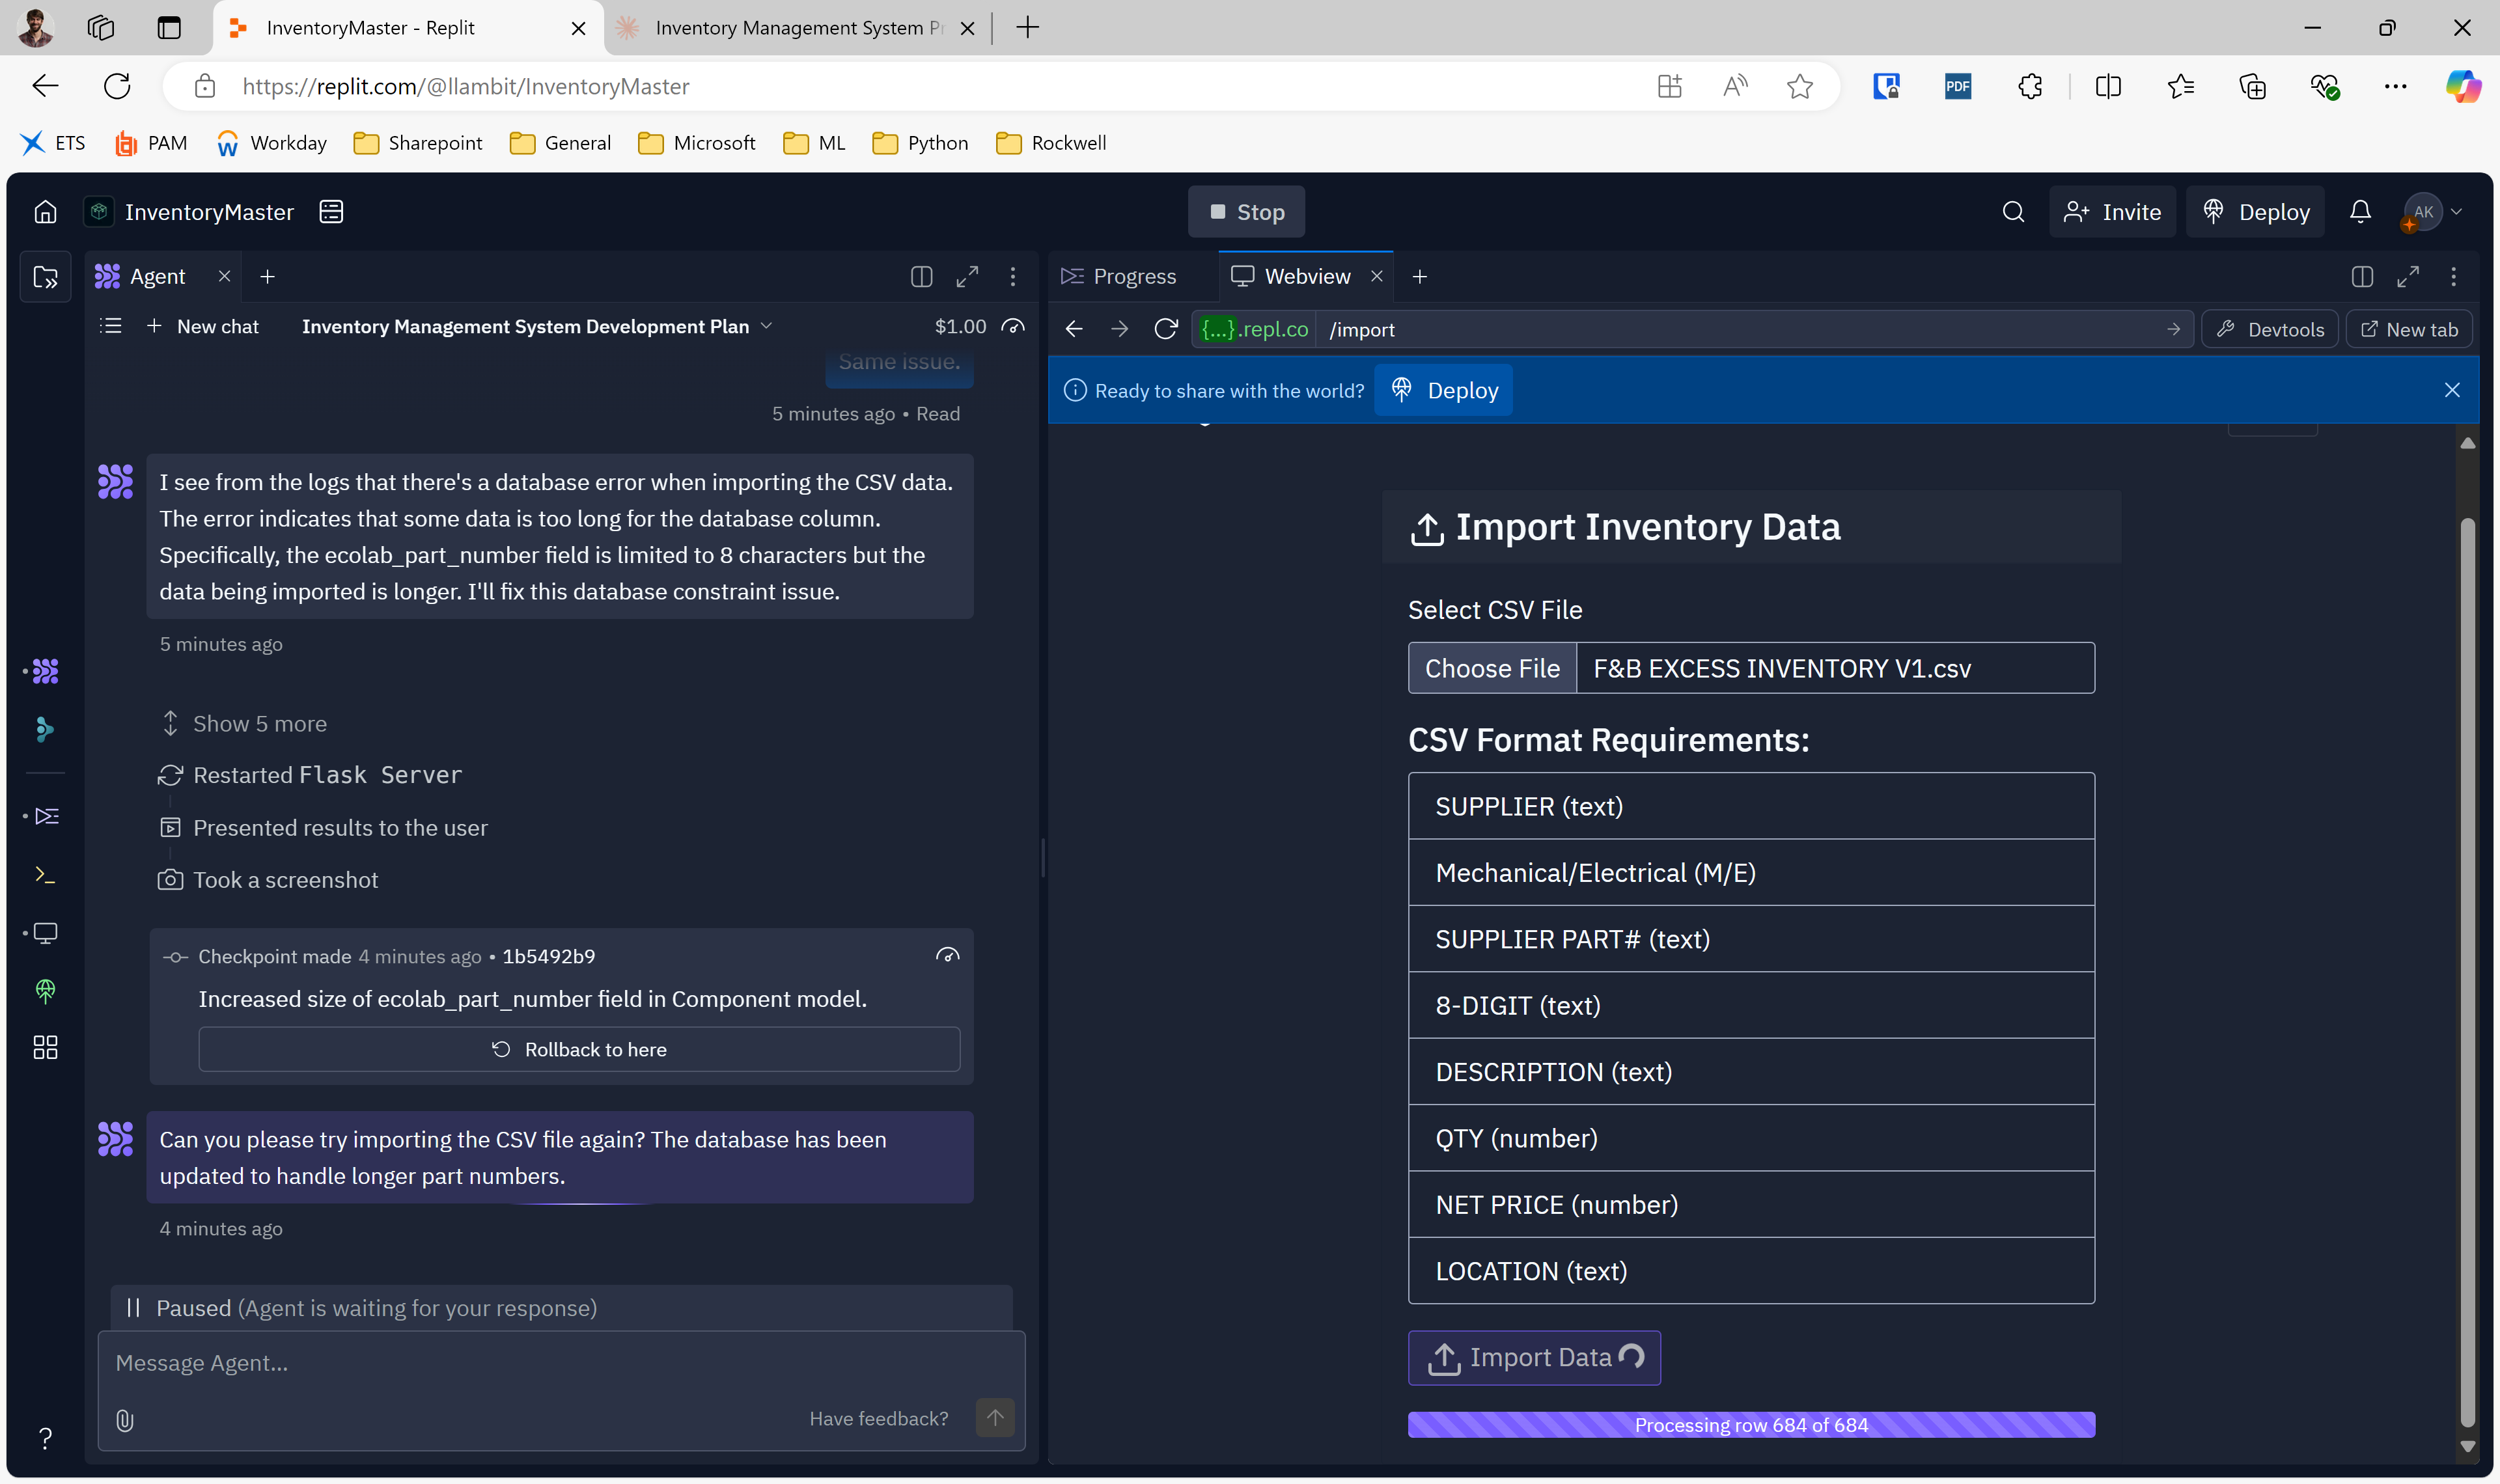 InventoryMaster - Replit
Inventory Management System Pr
https://replit.com/@llambit/InventoryMaster
PDF
ETS
PAM
Workday
Sharepoint
General
Microsoft
ML
Python
Rockwell
InventoryMaster
Stop
Invite
Deploy
AK
Agent
Progress
Webview
New chat
Inventory Management System Development Plan
$1.00
{...}.repl.co
/import
Devtools
New tab
Ready to share with the world?
Deploy
Same issue.
5 minutes ago • Read
I see from the logs that there's a database error when importing the CSV data.
The error indicates that some data is too long for the database column.
Specifically, the ecolab_part_number field is limited to 8 characters but the
data being imported is longer. I'll fix this database constraint issue.
5 minutes ago
Show 5 more
Restarted Flask Server
Presented results to the user
Took a screenshot
Checkpoint made 4 minutes ago • 1b5492b9
Increased size of ecolab_part_number field in Component model.
Rollback to here
Can you please try importing the CSV file again? The database has been
updated to handle longer part numbers.
4 minutes ago
Paused (Agent is waiting for your response)
Message Agent...
Have feedback?
Import Inventory Data
Select CSV File
Choose File
F&B EXCESS INVENTORY V1.csv
CSV Format Requirements:
SUPPLIER (text)
Mechanical/Electrical (M/E)
SUPPLIER PART# (text)
8-DIGIT (text)
DESCRIPTION (text)
QTY (number)
NET PRICE (number)
LOCATION (text)
Import Data
Processing row 684 of 684